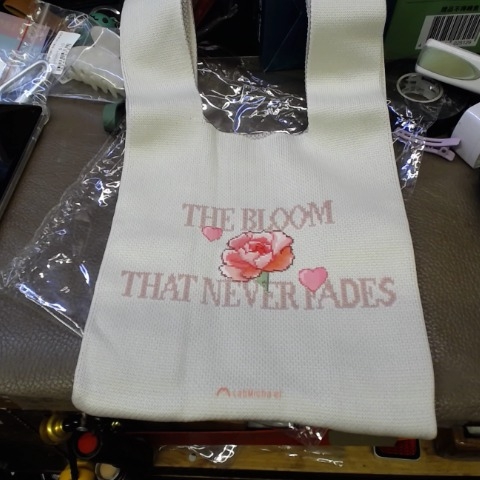 THE BLOOM
THAT NEVER FADES